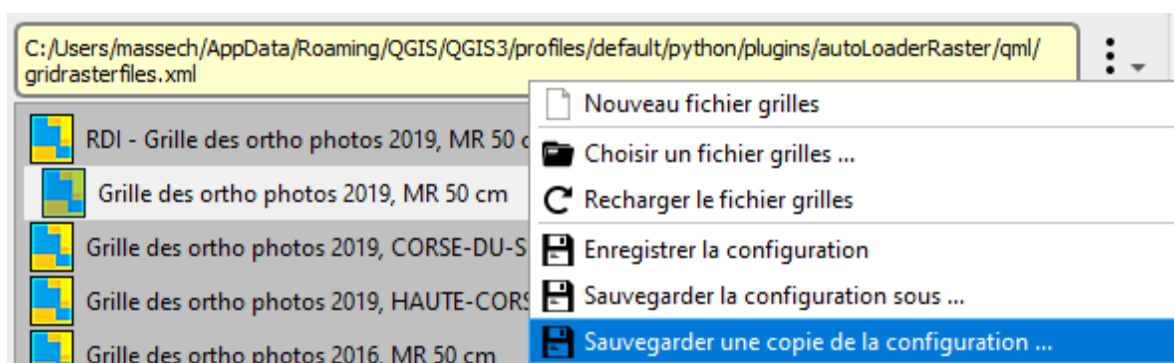 C:/Users/massech/AppData/Roaming/QGIS/QGIS3/profiles/default/python/plugins/autoLoaderRaster/qml/
gridrasterfiles.xml
RDI - Grille des ortho photos 2019, MR 50
Grille des ortho photos 2019, MR 50 cm
Grille des ortho photos 2019, CORSE-DU-S
Grille des ortho photos 2019, HAUTE-CORS
Grille des ortho photos 2016, MR 50 cm
Nouveau fichier grilles
Choisir un fichier grilles ...
Recharger le fichier grilles
Enregistrer la configuration
Sauvegarder la configuration sous ...
Sauvegarder une copie de la configuration ...